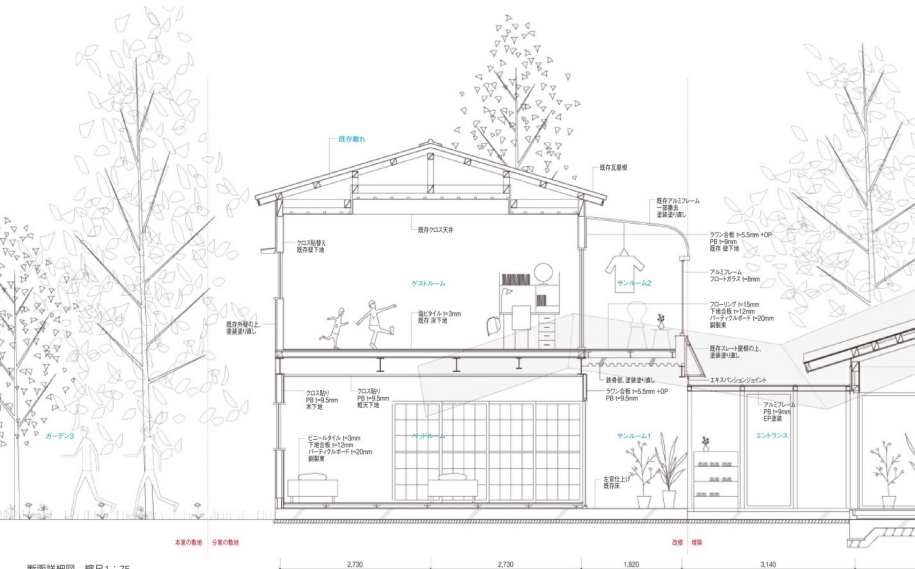 既存離れ
既存瓦屋根
既存アルミフレーム
一部撤去
塗装塗り直し
既存クロス天井
クロス貼替え
既存壁下地
ラワン合板 t=5.5mm +OP
PB t=9mm
既存 壁下地
アルミフレーム
フロートガラス t=8mm
ゲストルーム
サンルーム2
塩ビタイル t=3mm
既存 床下地
フローリング t=15mm
下地合板 t=12mm
パーティクルボード t=20mm
鋼製束
既存外壁の上、
塗装塗り直し
既存スレート屋根の上、
塗装塗り直し
鉄骨部、塗装塗り直し
エキスパンションジョイント
クロス貼り
PB t=9.5mm
木下地
クロス貼り
PB t=9.5mm
軽天下地
ラワン合板 t=5.5mm +OP
PB t=9.5mm
アルミフレーム
PB t=9mm
EP塗装
ガーデン3
ベッドルーム
サンルーム1
エントランス
ビニールタイル t=3mm
下地合板 t=12mm
パーティクルボード t=20mm
鋼製束
左官仕上げ
既存床
本家の敷地 分家の敷地
改修 増築
2,730 2,730 1,820 3,140
断面詳細図 縮尺1：75